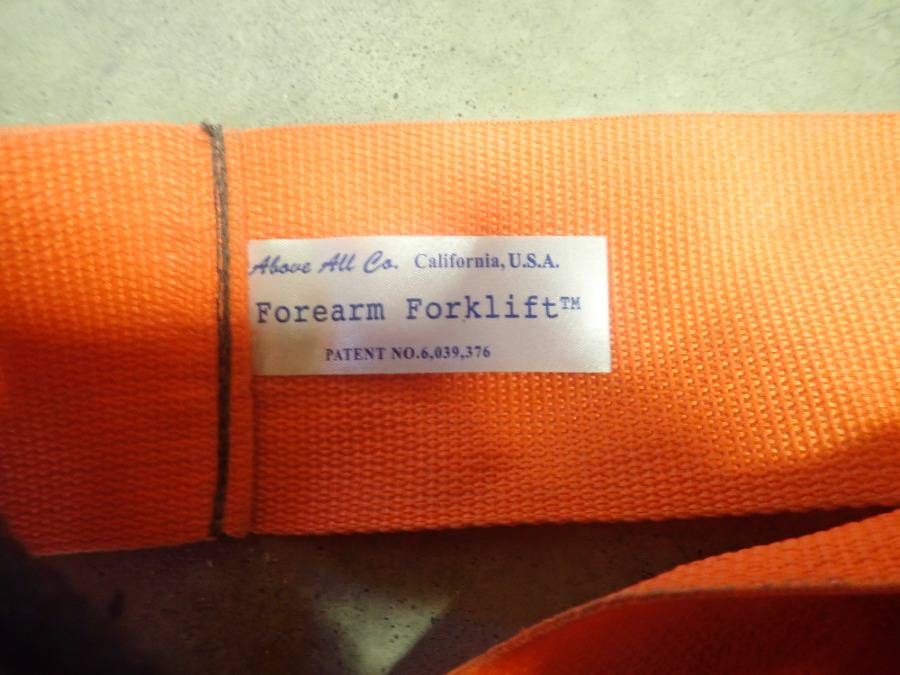 Above All Co. California, U.S.A.
Forearm Forklift™
PATENT NO.6,039,376